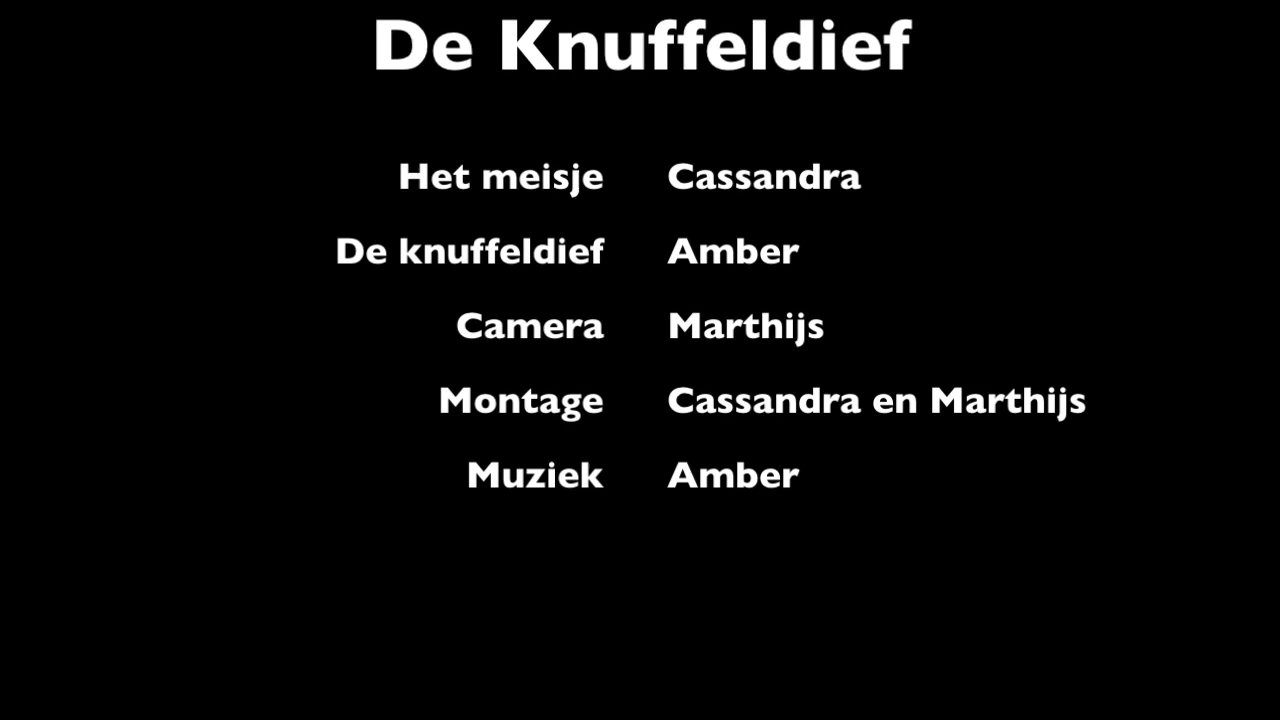 De Knuffeldief
Het meisje Cassandra
De knuffeldief Amber
Camera Marthijs
Montage Cassandra en Marthijs
Muziek Amber